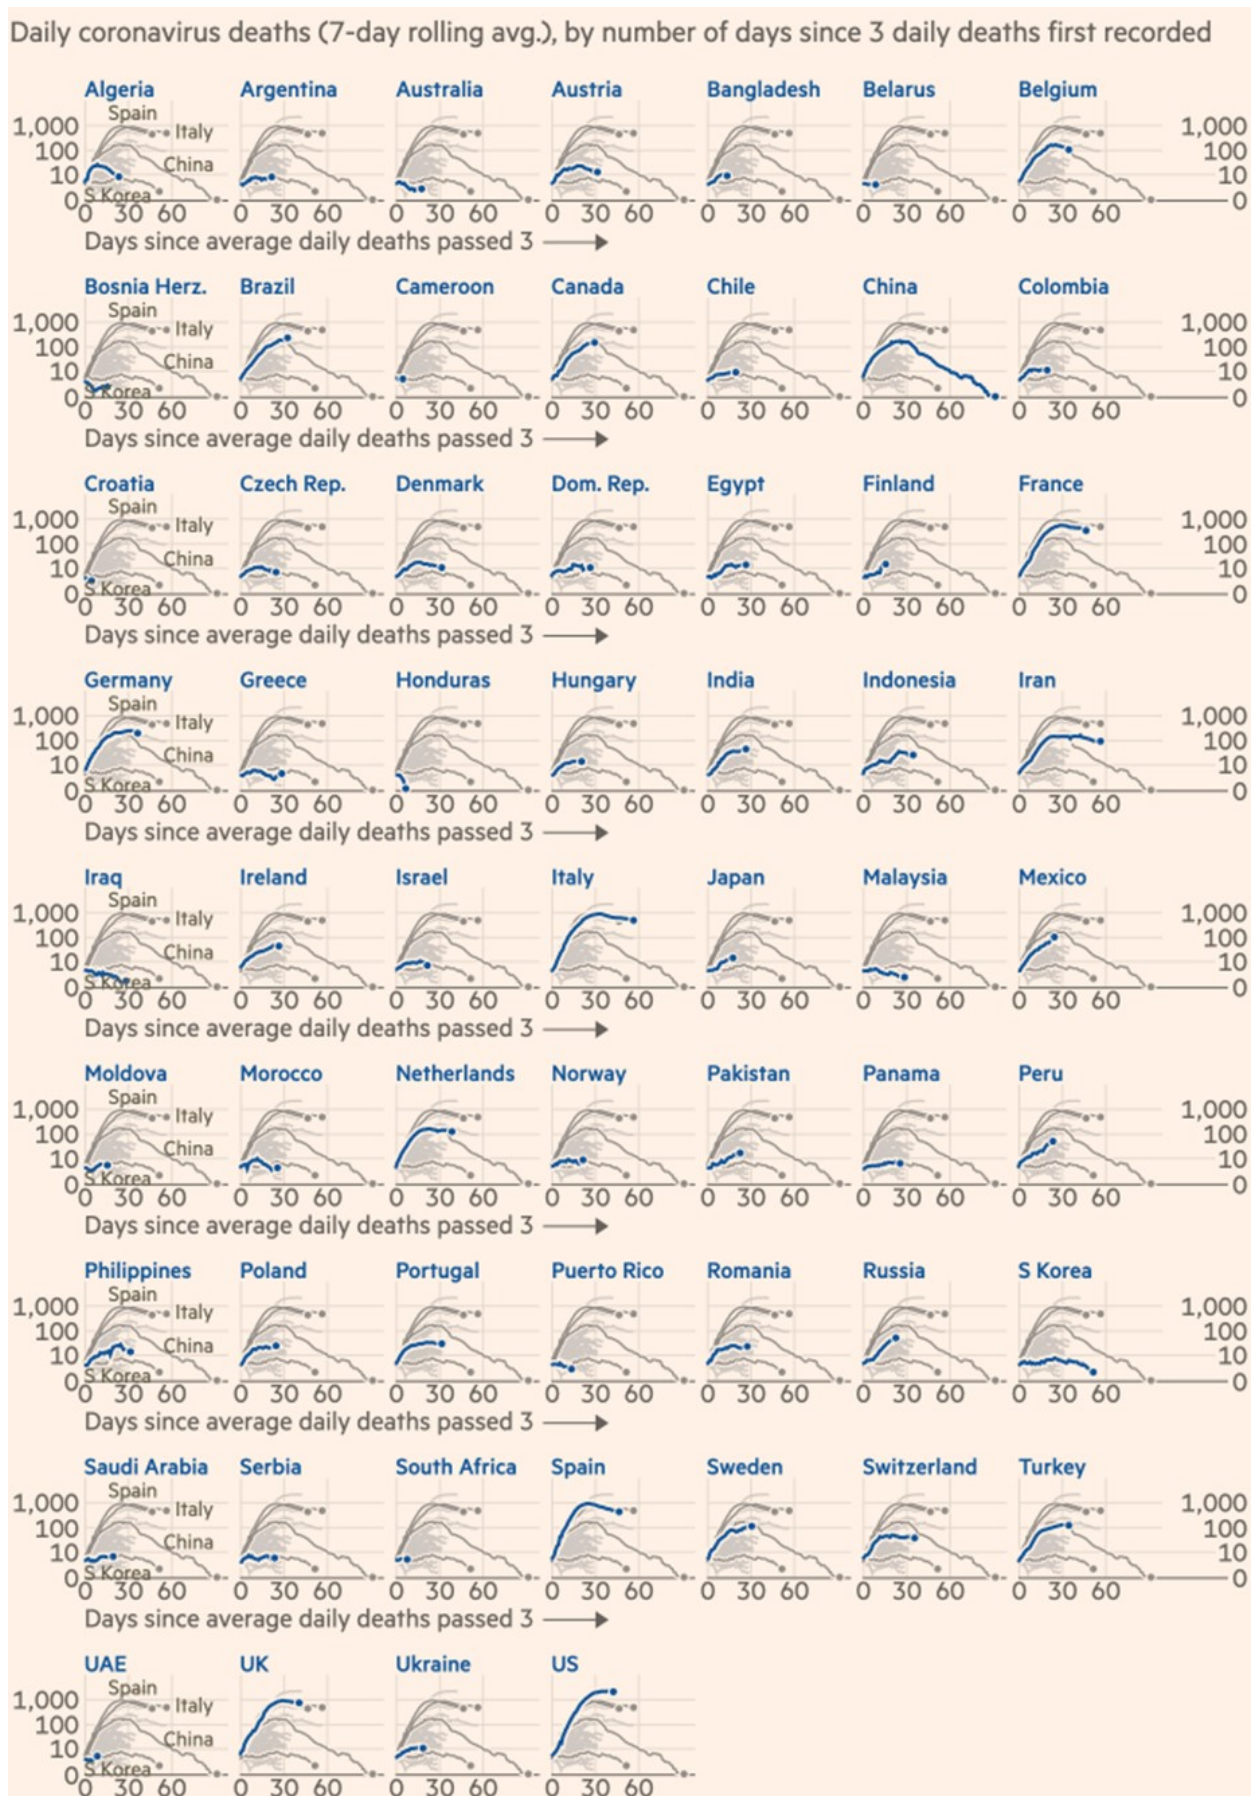 Daily coronavirus deaths (7-day rolling avg.), by number of days since 3 daily deaths first recorded
Algeria Argentina Australia Austria Bangladesh Belarus Belgium
Spain
1,000 Italy 1,000
100 China 100
10 10
S Korea
0 0
0 30 60 0 30 60 0 30 60 0 30 60 0 30 60 0 30 60 0 30 60
Days since average daily deaths passed 3
Bosnia Herz. Brazil Cameroon Canada Chile China Colombia
Spain
1,000 Italy 1,000
100 China 100
10 10
S Korea
0 0
0 30 60 0 30 60 0 30 60 0 30 60 0 30 60 0 30 60 0 30 60
Days since average daily deaths passed 3
Croatia Czech Rep. Denmark Dom. Rep. Egypt Finland France
Spain
1,000 Italy 1,000
100 China 100
10 10
S Korea
0 0
0 30 60 0 30 60 0 30 60 0 30 60 0 30 60 0 30 60 0 30 60
Days since average daily deaths passed 3
Germany Greece Honduras Hungary India Indonesia Iran
Spain
1,000 Italy 1,000
100 China 100
10 10
S Korea
0 0
0 30 60 0 30 60 0 30 60 0 30 60 0 30 60 0 30 60 0 30 60
Days since average daily deaths passed 3
Iraq Ireland Israel Italy Japan Malaysia Mexico
Spain
1,000 Italy 1,000
100 China 100
10 10
S Korea
0 0
0 30 60 0 30 60 0 30 60 0 30 60 0 30 60 0 30 60 0 30 60
Days since average daily deaths passed 3
Moldova Morocco Netherlands Norway Pakistan Panama Peru
Spain
1,000 Italy 1,000
100 China 100
10 10
S Korea
0 0
0 30 60 0 30 60 0 30 60 0 30 60 0 30 60 0 30 60 0 30 60
Days since average daily deaths passed 3
Philippines Poland Portugal Puerto Rico Romania Russia S Korea
Spain
1,000 Italy 1,000
100 China 100
10 10
S Korea
0 0
0 30 60 0 30 60 0 30 60 0 30 60 0 30 60 0 30 60 0 30 60
Days since average daily deaths passed 3
Saudi Arabia Serbia South Africa Spain Sweden Switzerland Turkey
Spain
1,000 Italy 1,000
100 China 100
10 10
S Korea
0 0
0 30 60 0 30 60 0 30 60 0 30 60 0 30 60 0 30 60 0 30 60
Days since average daily deaths passed 3
UAE UK Ukraine US
Spain
1,000 Italy
100 China
10
S Korea
0
0 30 60 0 30 60 0 30 60 0 30 60